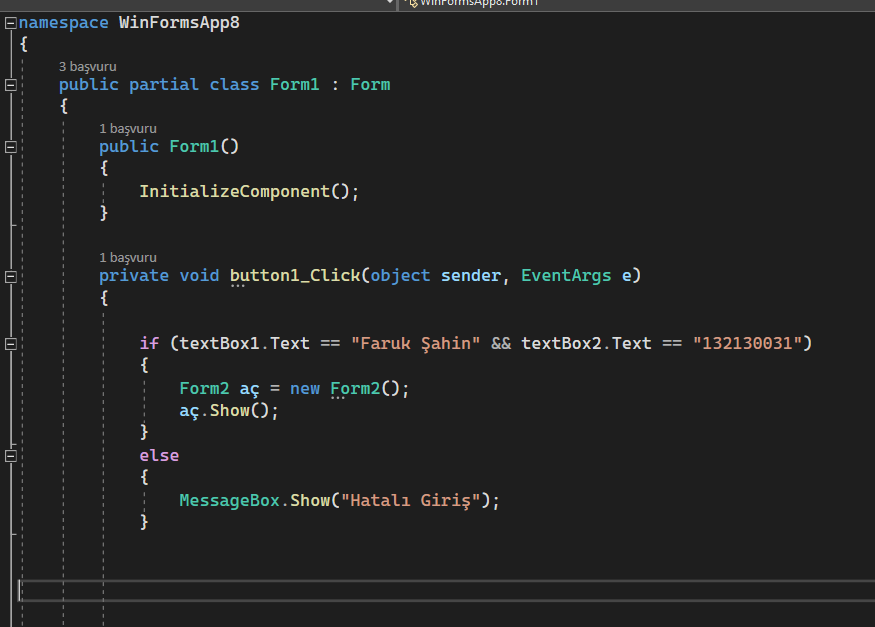 WinFormsApp8.Form1
namespace WinFormsApp8
{
3 başvuru
public partial class Form1 : Form
{
1 başvuru
public Form1()
{
InitializeComponent();
}
1 başvuru
private void button1_Click(object sender, EventArgs e)
{
if (textBox1.Text == "Faruk Şahin" && textBox2.Text == "132130031")
{
Form2 aç = new Form2();
aç.Show();
}
else
{
MessageBox.Show("Hatalı Giriş");
}